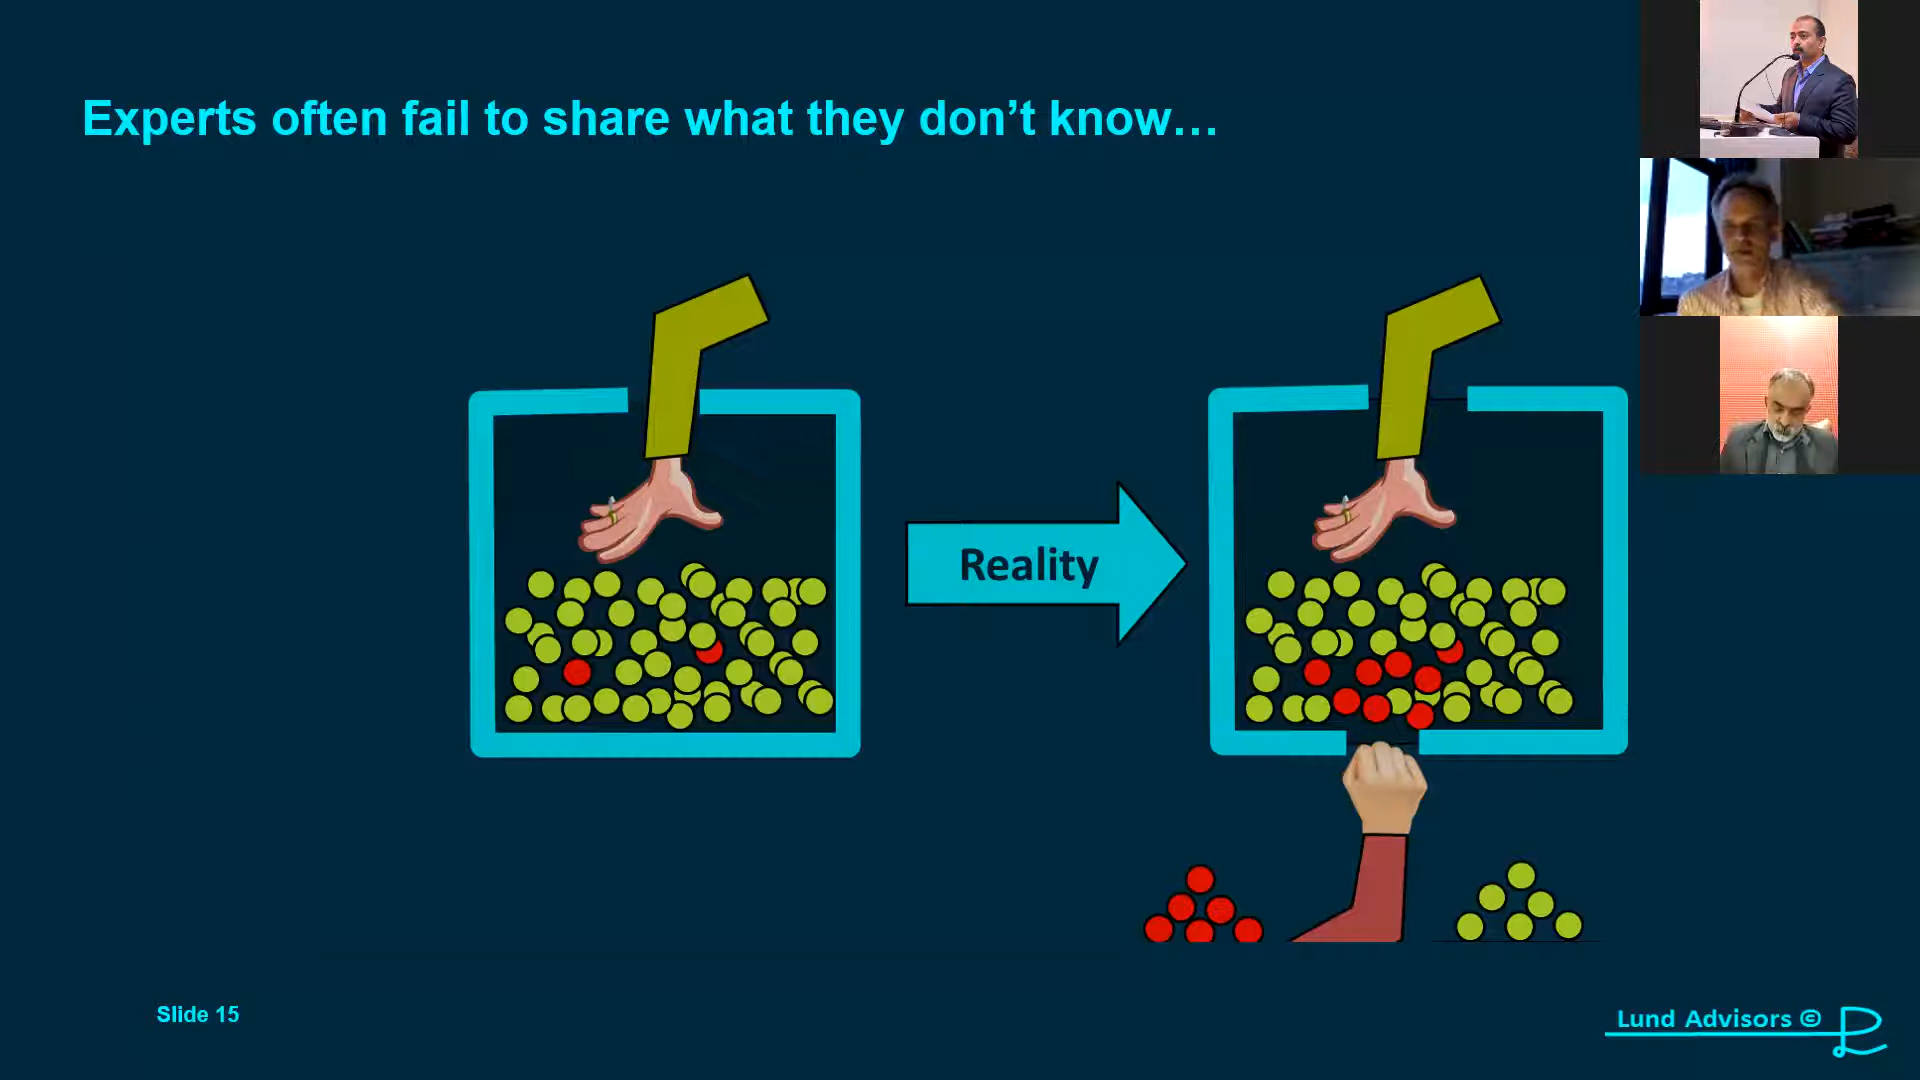 Experts often fail to share what they don’t know…
Reality
Slide 15
Lund Advisors ©